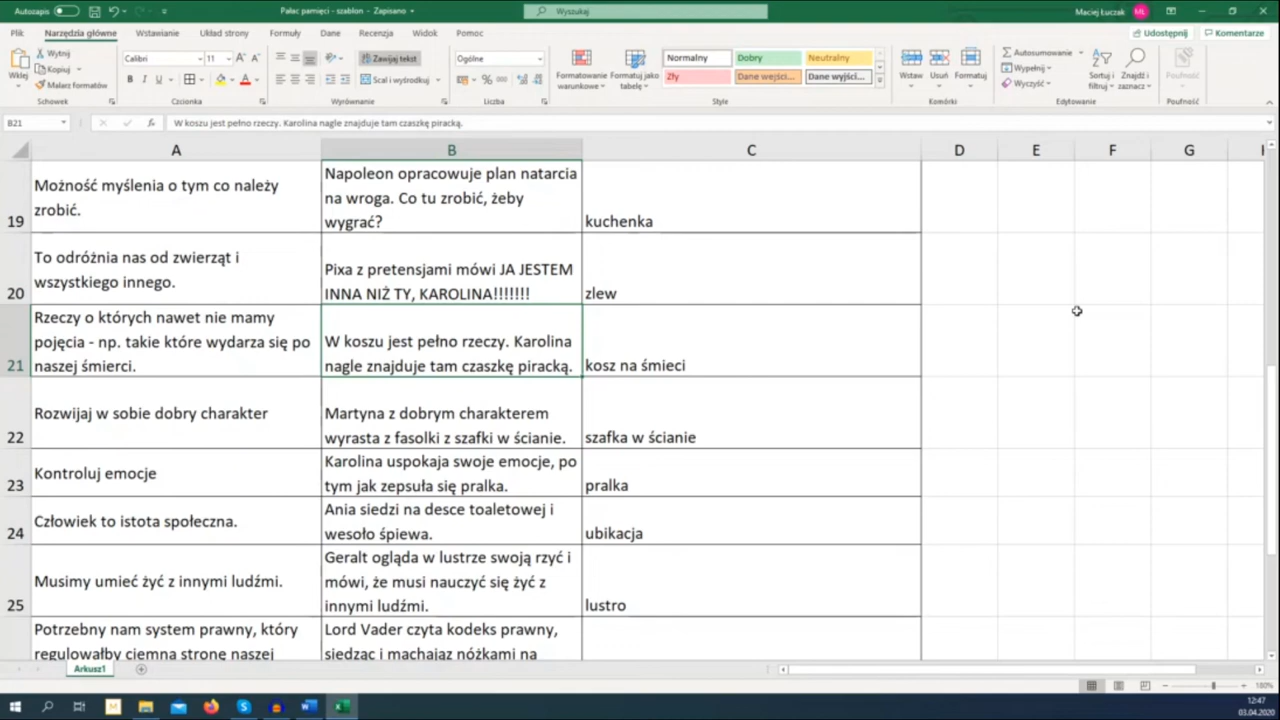 Autozapis
Pałac pamięci - szablon - Zapisano
Wyszukaj
Maciej Łuczak
MŁ
Plik
Narzędzia główne
Wstawianie
Układ strony
Formuły
Dane
Recenzja
Widok
Pomoc
Udostępnij
Komentarze
Wklej
Wytnij
Kopiuj
Malarz formatów
Schowek
Calibri
11
B I U
Czcionka
Zawijaj tekst
Scal i wyśrodkuj
Wyrównanie
Ogólne
% 000
Liczba
Formatowanie warunkowe
Formatuj jako tabelę
Normalny
Dobry
Neutralny
Zły
Dane wejści...
Dane wyjści...
Style
Wstaw
Usuń
Formatuj
Komórki
Autosumowanie
Wypełnij
Wyczyść
Sortuj i filtruj
Znajdź i zaznacz
Edytowanie
Poufność
Poufność
B21
fx
W koszu jest pełno rzeczy. Karolina nagle znajduje tam czaszkę piracką.
A B C D E F G
19
Możność myślenia o tym co należy
zrobić.
Napoleon opracowuje plan natarcia
na wroga. Co tu zrobić, żeby
wygrać?
kuchenka
20
To odróżnia nas od zwierząt i
wszystkiego innego.
Pixa z pretensjami mówi JA JESTEM
INNA NIŻ TY, KAROLINA!!!!!!!
zlew
21
Rzeczy o których nawet nie mamy
pojęcia - np. takie które wydarza się po
naszej śmierci.
W koszu jest pełno rzeczy. Karolina
nagle znajduje tam czaszkę piracką.
kosz na śmieci
22
Rozwijaj w sobie dobry charakter
Martyna z dobrym charakterem
wyrasta z fasolki z szafki w ścianie.
szafka w ścianie
23
Kontroluj emocje
Karolina uspokaja swoje emocje, po
tym jak zepsuła się pralka.
pralka
24
Człowiek to istota społeczna.
Ania siedzi na desce toaletowej i
wesoło śpiewa.
ubikacja
25
Musimy umieć żyć z innymi ludźmi.
Geralt ogląda w lustrze swoją rzyć i
mówi, że musi nauczyć się żyć z
innymi ludźmi.
lustro
Potrzebny nam system prawny, który
regulowałby ciemną stronę naszej
Lord Vader czyta kodeks prawny,
siedząc i machając nóżkami na
Arkusz1
180%
12:47
03.04.2020